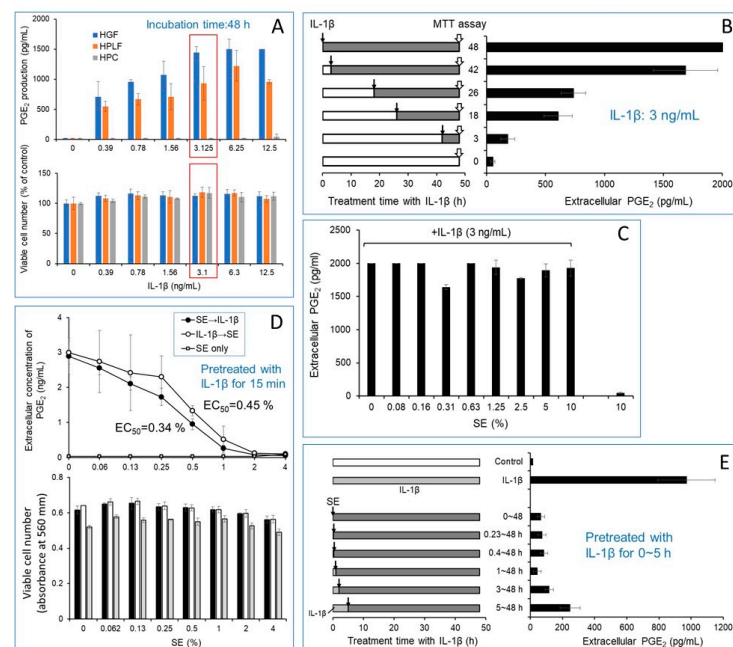 A
Incubation time:48 h
HGF
HPLF
HPC
PGE2 production (pg/mL)
2000
1500
1000
500
0
0 0.39 0.78 1.56 3.125 6.25 12.5
Viable cell number (% of control)
150
100
50
0
0 0.39 0.78 1.56 3.1 6.3 12.5
IL-1β (ng/mL)
B
IL-1β
MTT assay
48
42
26
18
3
0
IL-1β: 3 ng/mL
0 10 20 30 40 50
Treatment time with IL-1β (h)
0 500 1000 1500 2000
Extracellular PGE2 (pg/mL)
C
+IL-1β (3 ng/mL)
Extracellular PGE2 (pg/ml)
2500
2000
1500
1000
500
0
0 0.08 0.16 0.31 0.63 1.25 2.5 5 10 10
SE (%)
D
SE→IL-1β
IL-1β→SE
SE only
Pretreated with
IL-1β for 15 min
EC50=0.45 %
EC50=0.34 %
Extracellular concentration of
PGE2 (ng/mL)
4
3
2
1
0
0 0.06 0.13 0.25 0.5 1 2 4
Viable cell number
(absorbance at 560 mm)
0.8
0.6
0.4
0.2
0
0 0.062 0.13 0.25 0.5 1 2 4
SE (%)
E
Control
IL-1β
IL-1β
SE
0~48
0.23~48 h
0.4~48 h
1~48 h
3~48 h
5~48 h
IL-1β
Pretreated with
IL-1β for 0~5 h
0 10 20 30 40 50
Treatment time with IL-1β (h)
0 200 400 600 800 1000 1200
Extracellular PGE2 (pg/mL)